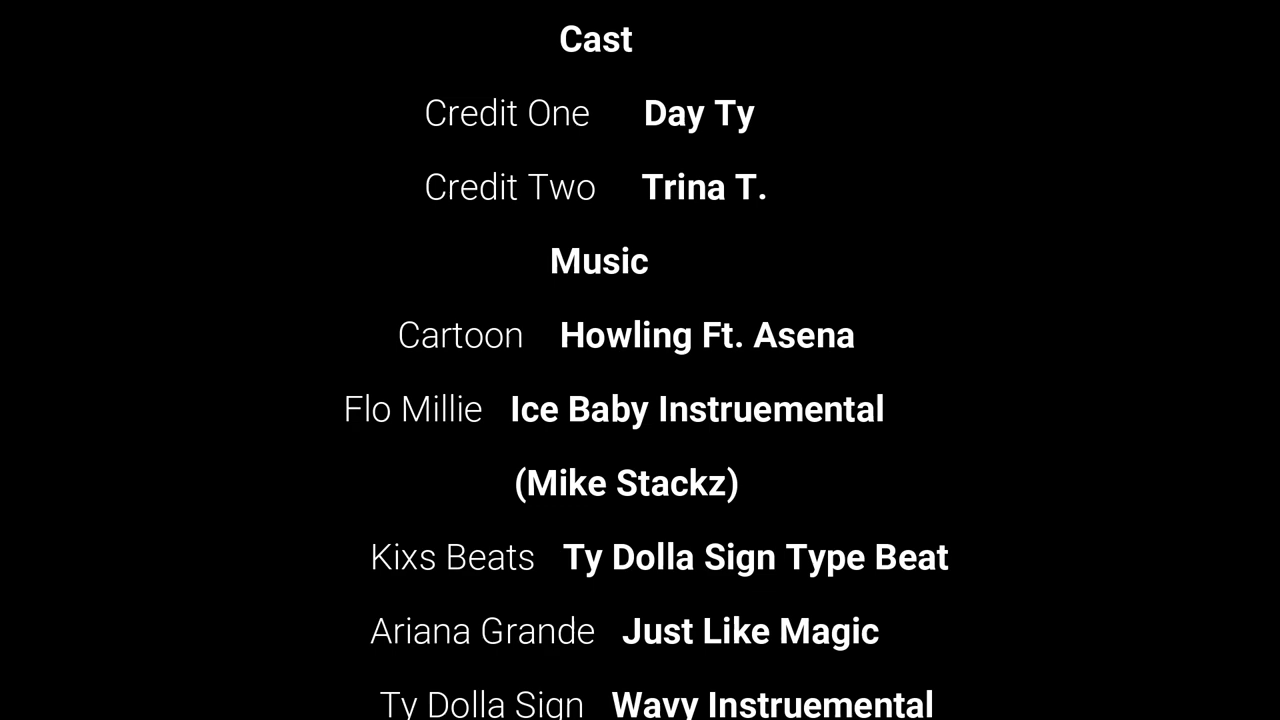 Cast
Credit One Day Ty
Credit Two Trina T.
Music
Cartoon Howling Ft. Asena
Flo Millie Ice Baby Instruemental
(Mike Stackz)
Kixs Beats Ty Dolla Sign Type Beat
Ariana Grande Just Like Magic
Ty Dolla Sign Wavy Instruemental